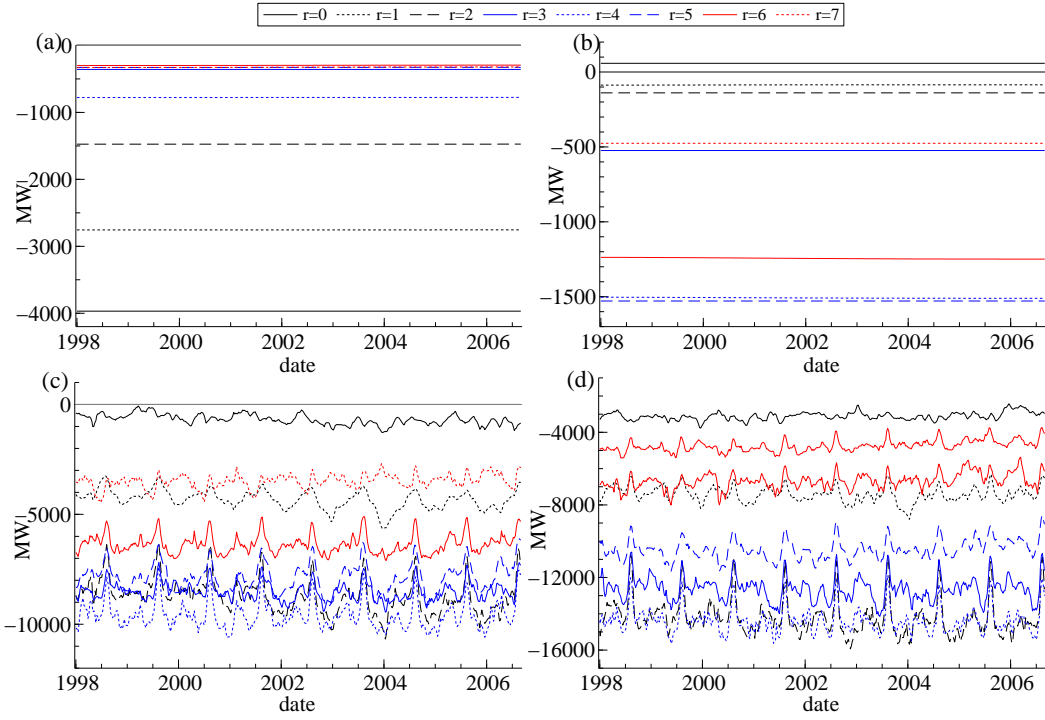 r=0 r=1 r=2 r=3 r=4 r=5 r=6 r=7
(a)
0
−1000
−2000
−3000
−4000
MW
1998 2000 2002 2004 2006
date
(b)
0
−500
−1000
−1500
MW
1998 2000 2002 2004 2006
date
(c)
0
−5000
−10000
MW
1998 2000 2002 2004 2006
date
(d)
−4000
−8000
−12000
−16000
MW
1998 2000 2002 2004 2006
date